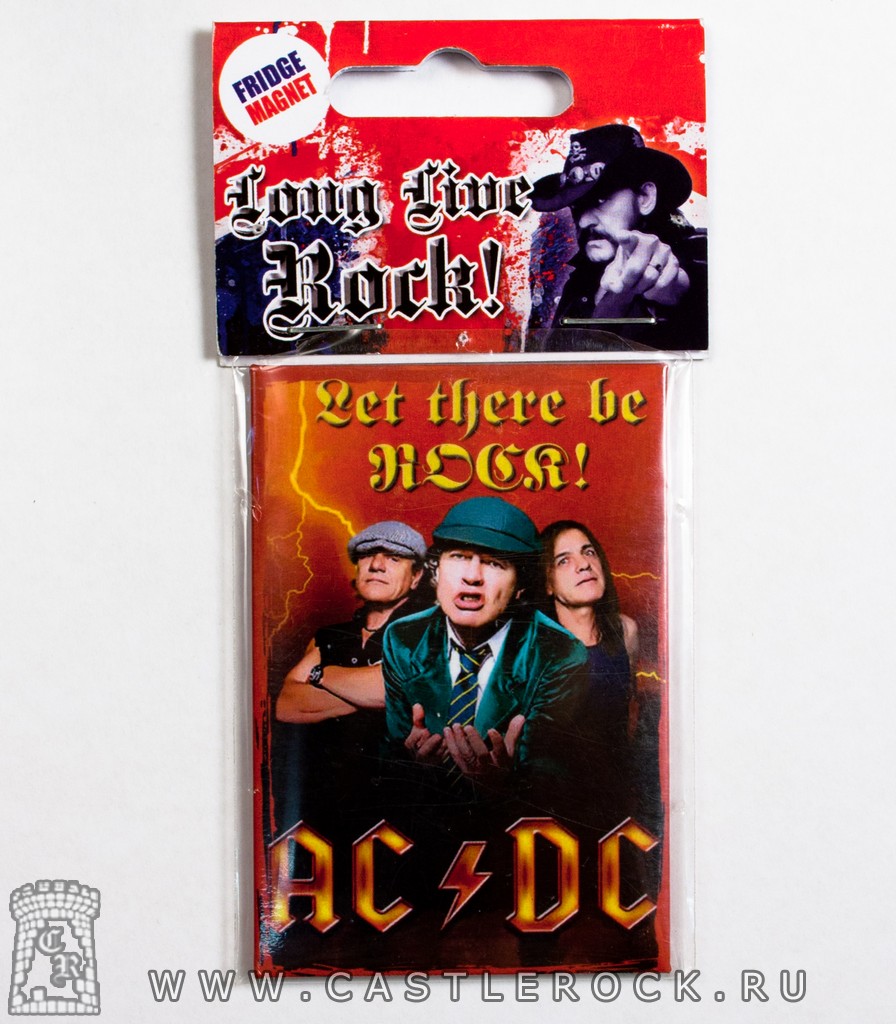 FRIDGE
MAGNET
Long Live
Rock!
Let there be
ROCK!
AC⚡DC
CR
WWW.CASTLEROCK.RU